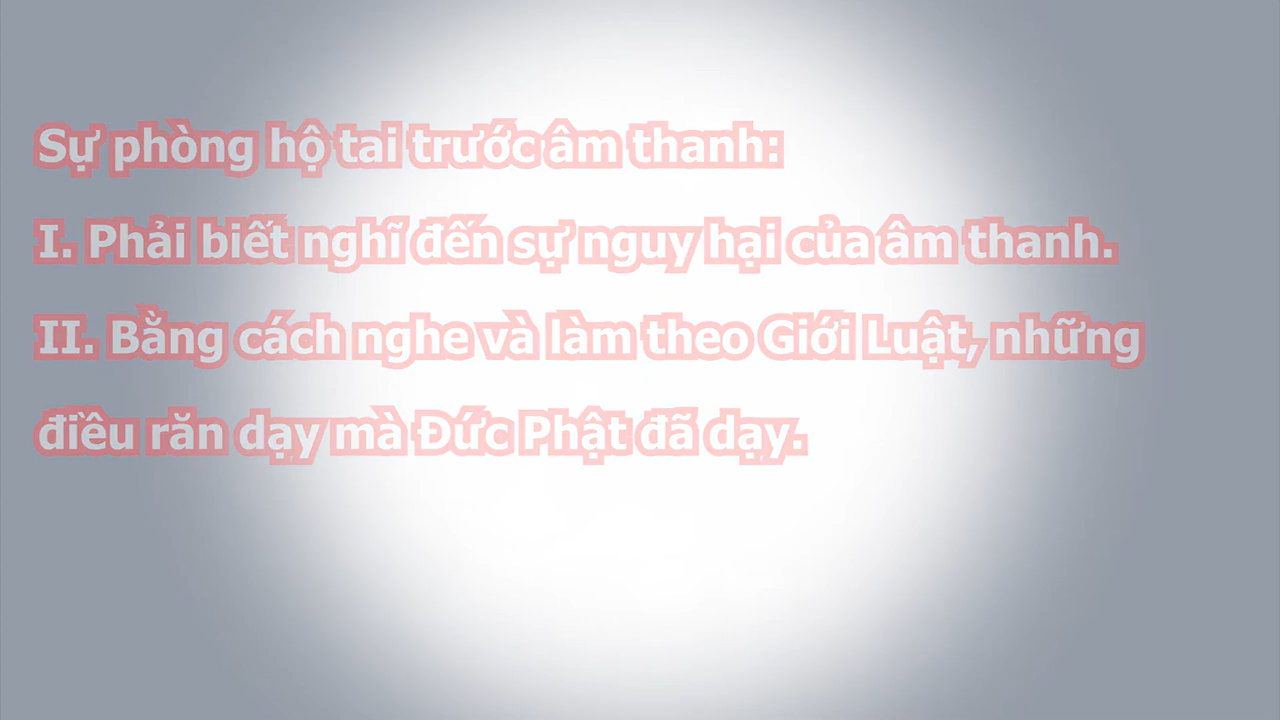 Sự phòng hộ tai trước âm thanh:
I. Phải biết nghĩ đến sự nguy hại của âm thanh.
II. Bằng cách nghe và làm theo Giới Luật, những
điều răn dạy mà Đức Phật đã dạy.